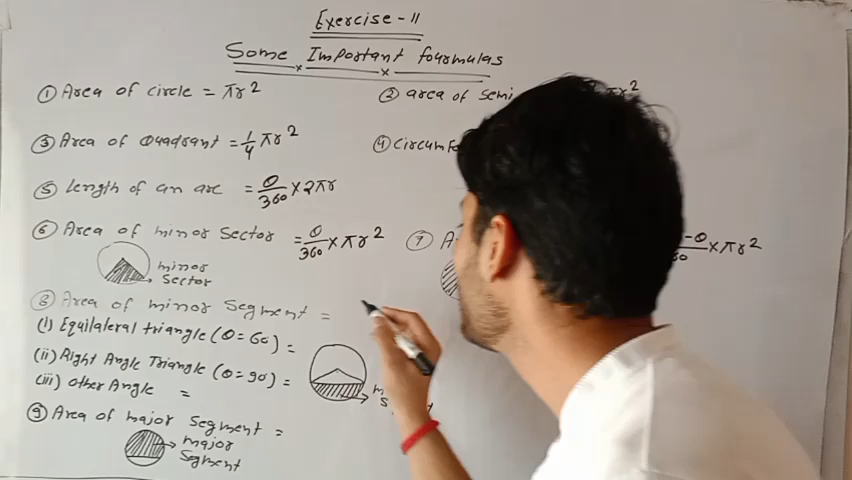 Exercise - 11
Some Important fourmulas
① Area of circle = πr²
② area of Semi
③ Area of Quadrant = 1/4 πr²
④ circumf
⑤ Length of an arc = θ/360 × 2πr
⑥ Area of minor Sector = θ/360 × πr²
minor
Sector
⑦ A
-θ × πr²
⑧ Area of minor Segment =
(i) Equilateral triangle (θ = 60) =
(ii) Right Angle Triangle (θ = 90) =
(iii) other Angle =
⑨ Area of major Segment =
major
Segment